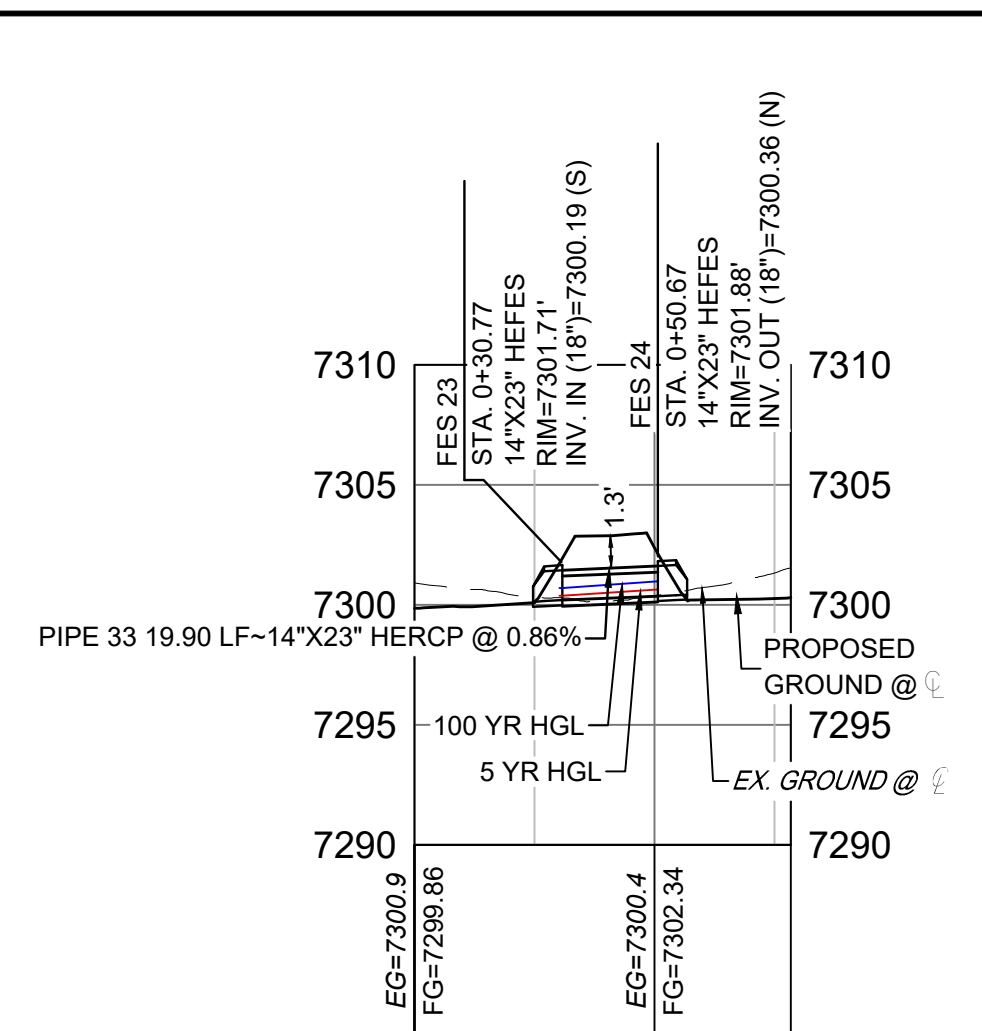 FES 23
STA. 0+30.77
14"X23" HEFES
RIM=7301.71'
INV. IN (18")=7300.19 (S)
FES 24
STA. 0+50.67
14"X23" HEFES
RIM=7301.88'
INV. OUT (18")=7300.36 (N)
7310
7310
7305
7305
1.3'
7300
7300
PIPE 33 19.90 LF~14"X23" HERCP @ 0.86%
PROPOSED
GROUND @ ℄
7295
7295
100 YR HGL
5 YR HGL
EX. GROUND @ ℄
7290
7290
EG=7300.9
FG=7299.86
EG=7300.4
FG=7302.34